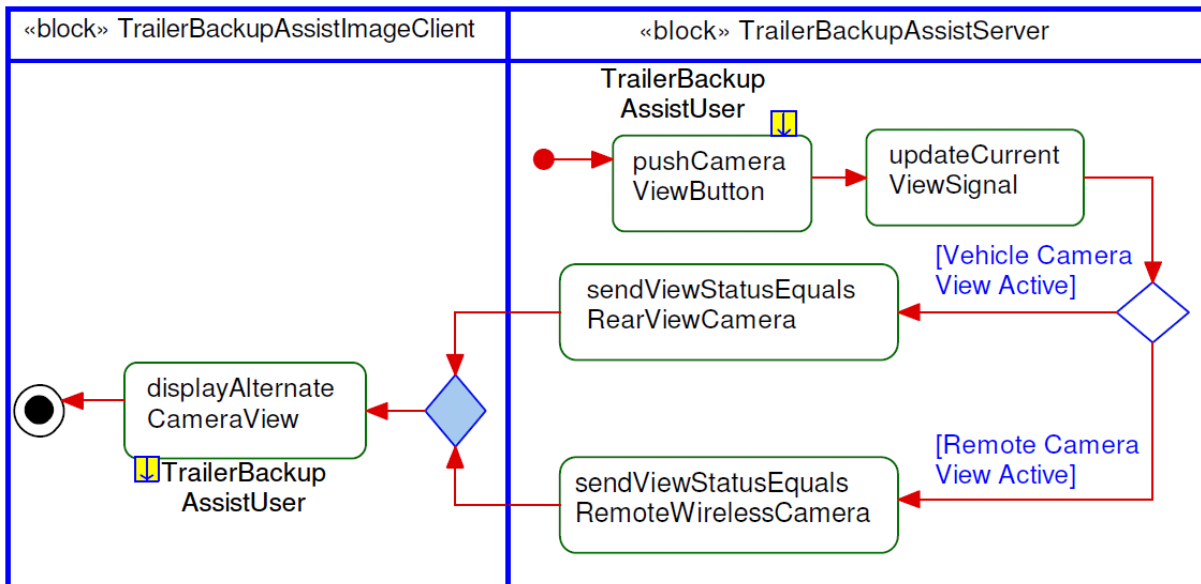 «block» TrailerBackupAssistImageClient
«block» TrailerBackupAssistServer
TrailerBackup
AssistUser
pushCamera
ViewButton
updateCurrent
ViewSignal
[Vehicle Camera
View Active]
sendViewStatusEquals
RearViewCamera
displayAlternate
CameraView
TrailerBackup
AssistUser
[Remote Camera
View Active]
sendViewStatusEquals
RemoteWirelessCamera